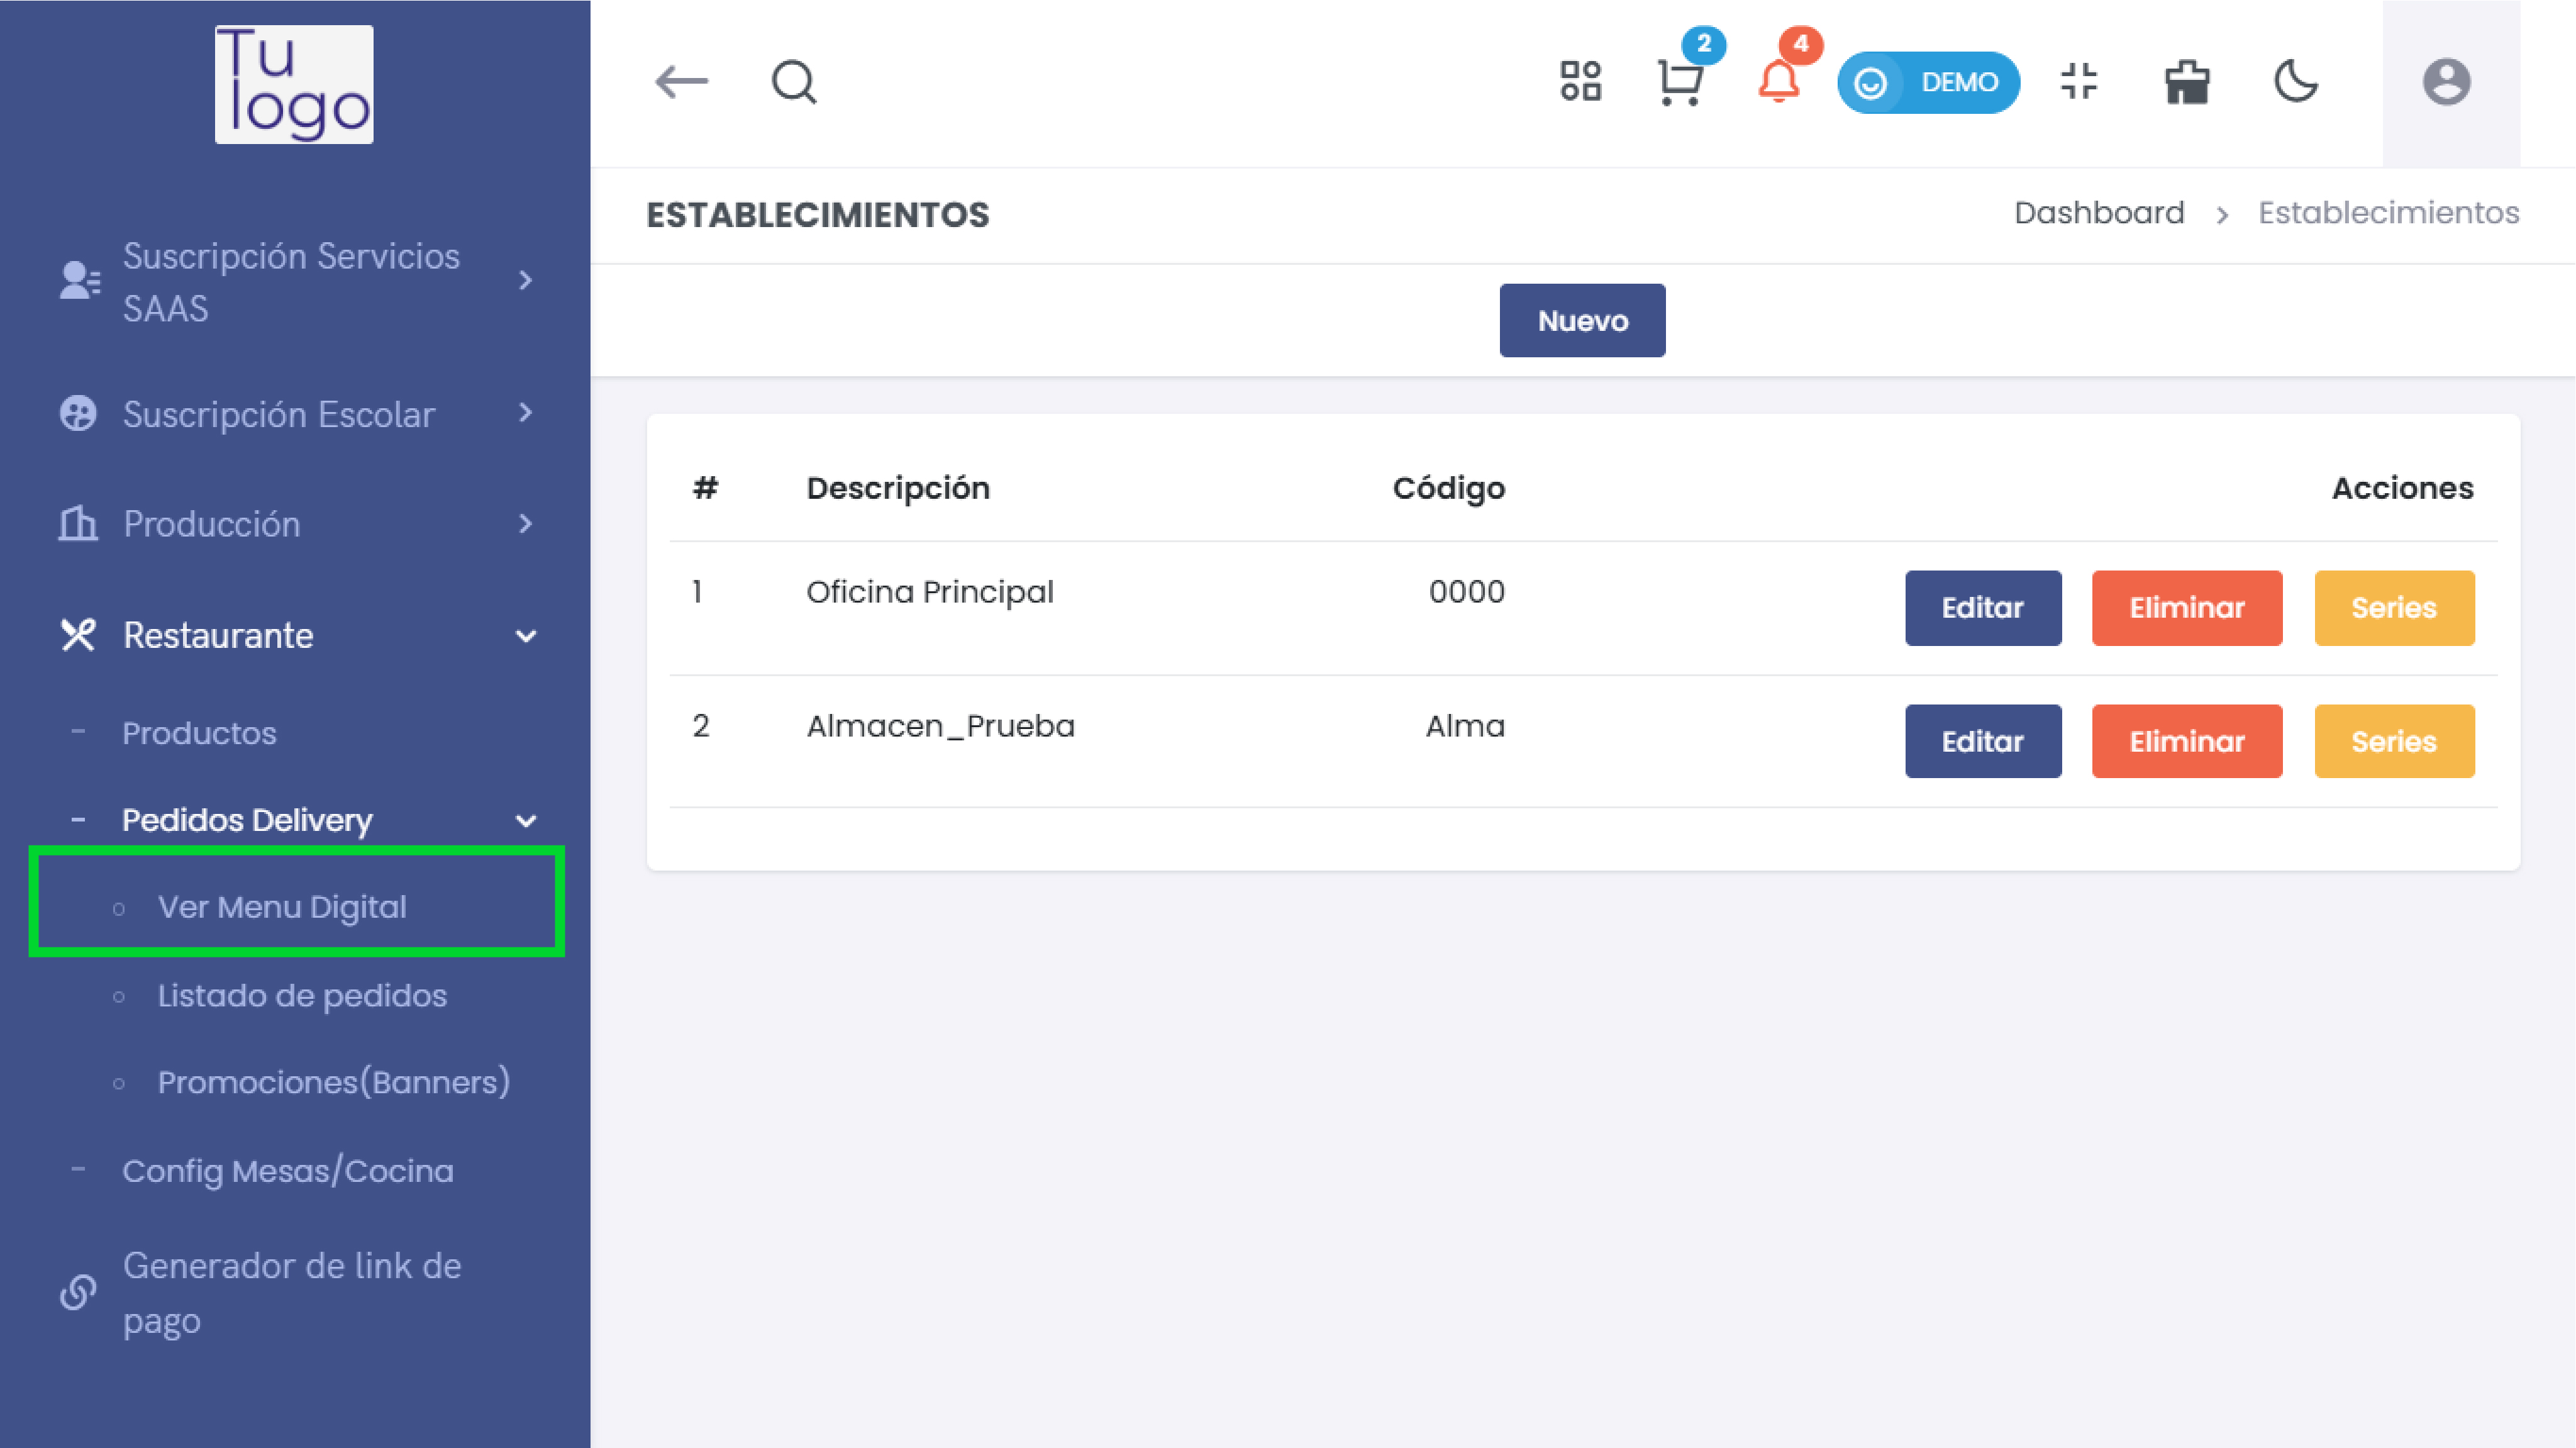 Tu
logo
Suscripción Servicios
SAAS
Suscripción Escolar
Producción
Restaurante
Productos
Pedidos Delivery
Ver Menu Digital
Listado de pedidos
Promociones(Banners)
Config Mesas/Cocina
Generador de link de
pago
2
4
DEMO
ESTABLECIMIENTOS
Dashboard > Establecimientos
Nuevo
# Descripción Código Acciones
1 Oficina Principal 0000 Editar Eliminar Series
2 Almacen_Prueba Alma Editar Eliminar Series